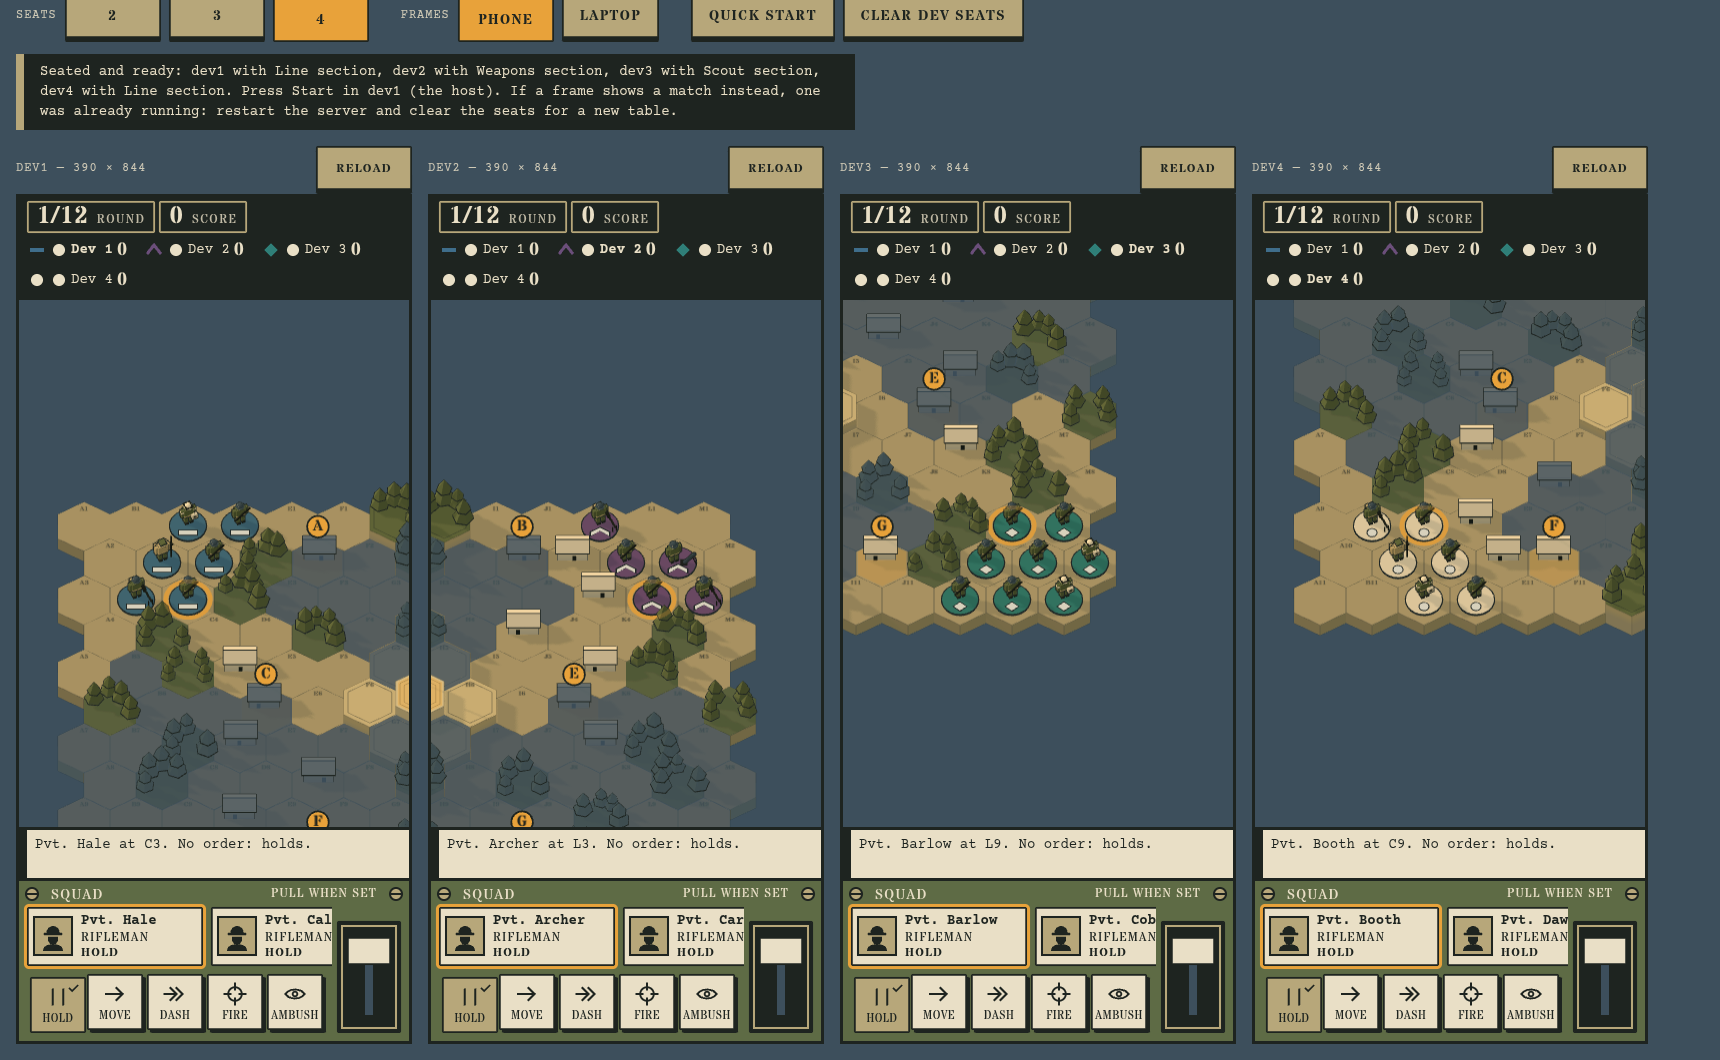 SEATS 2 3 4 FRAMES PHONE LAPTOP QUICK START CLEAR DEV SEATS
Seated and ready: dev1 with Line section, dev2 with Weapons section, dev3 with Scout section,
dev4 with Line section. Press Start in dev1 (the host). If a frame shows a match instead, one
was already running: restart the server and clear the seats for a new table.
DEV1 — 390 × 844 RELOAD
1/12 ROUND 0 SCORE
Dev 1 0 Dev 2 0 Dev 3 0
Dev 4 0
A
C
F
Pvt. Hale at C3. No order: holds.
SQUAD PULL WHEN SET
Pvt. Hale Pvt. Cal
RIFLEMAN RIFLEMAN
HOLD HOLD
HOLD MOVE DASH FIRE AMBUSH
DEV2 — 390 × 844 RELOAD
1/12 ROUND 0 SCORE
Dev 1 0 Dev 2 0 Dev 3 0
Dev 4 0
B
E
G
Pvt. Archer at L3. No order: holds.
SQUAD PULL WHEN SET
Pvt. Archer Pvt. Car
RIFLEMAN RIFLEMAN
HOLD HOLD
HOLD MOVE DASH FIRE AMBUSH
DEV3 — 390 × 844 RELOAD
1/12 ROUND 0 SCORE
Dev 1 0 Dev 2 0 Dev 3 0
Dev 4 0
E
G
Pvt. Barlow at L9. No order: holds.
SQUAD PULL WHEN SET
Pvt. Barlow Pvt. Cob
RIFLEMAN RIFLEMAN
HOLD HOLD
HOLD MOVE DASH FIRE AMBUSH
DEV4 — 390 × 844 RELOAD
1/12 ROUND 0 SCORE
Dev 1 0 Dev 2 0 Dev 3 0
Dev 4 0
C
F
Pvt. Booth at C9. No order: holds.
SQUAD PULL WHEN SET
Pvt. Booth Pvt. Daw
RIFLEMAN RIFLEMAN
HOLD HOLD
HOLD MOVE DASH FIRE AMBUSH